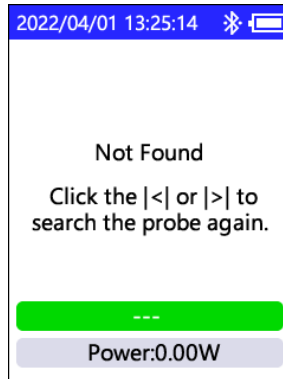 2022/04/01 13:25:14
Not Found
Click the |<| or |>| to
search the probe again.
---
Power:0.00W